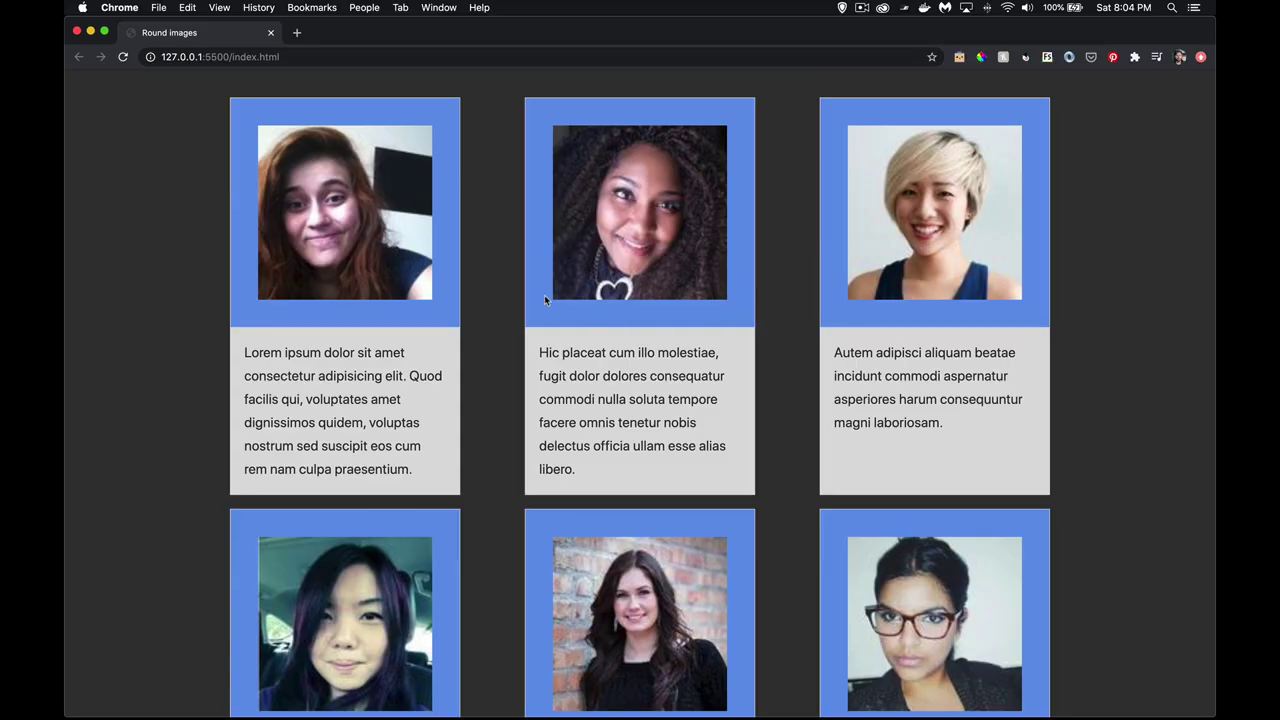 Chrome File Edit View History Bookmarks People Tab Window Help 100% Sat 8:04 PM
Round images
127.0.0.1:5500/index.html
Lorem ipsum dolor sit amet
consectetur adipisicing elit. Quod
facilis qui, voluptates amet
dignissimos quidem, voluptas
nostrum sed suscipit eos cum
rem nam culpa praesentium.
Hic placeat cum illo molestiae,
fugit dolor dolores consequatur
commodi nulla soluta tempore
facere omnis tenetur nobis
delectus officia ullam esse alias
libero.
Autem adipisci aliquam beatae
incidunt commodi aspernatur
asperiores harum consequuntur
magni laboriosam.